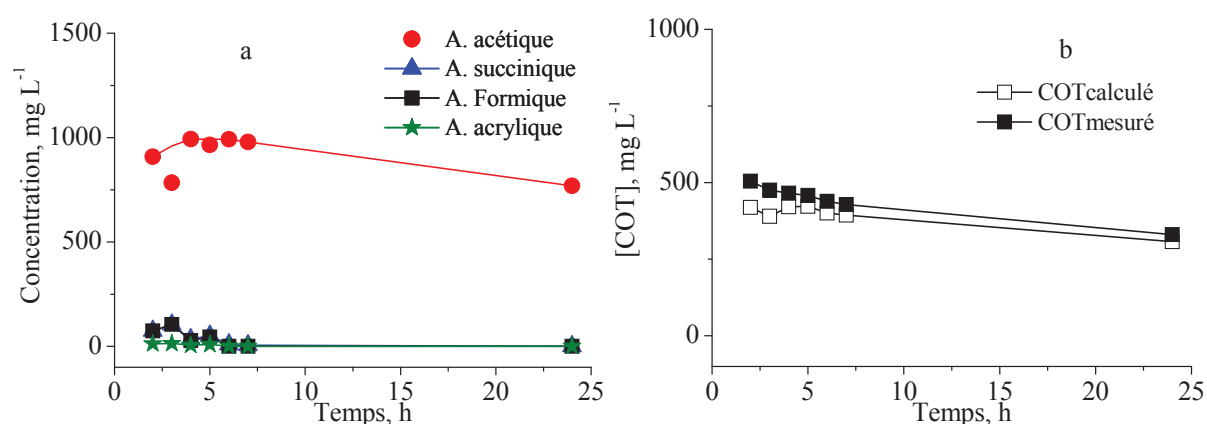 1500
1000
500
0
0
5
10
15
20
25
Concentration, mg L-1
Temps, h
a
A. acétique
A. succinique
A. Formique
A. acrylique
1000
500
0
0
5
10
15
20
25
[COT], mg L-1
Temps, h
b
COTcalculé
COTmesuré